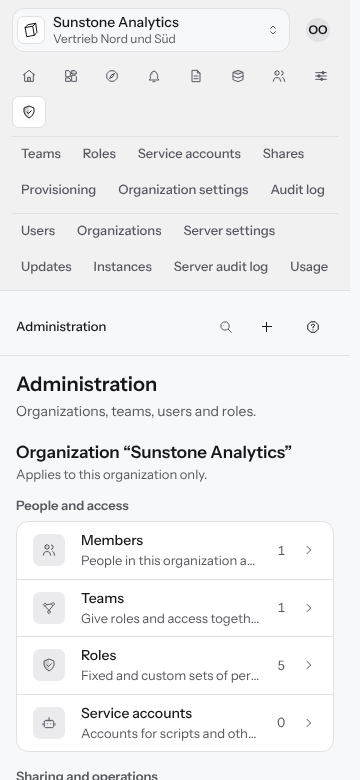 Sunstone Analytics
Vertrieb Nord und Süd
OO
Teams Roles Service accounts Shares
Provisioning Organization settings Audit log
Users Organizations Server settings
Updates Instances Server audit log Usage
Administration
Administration
Organizations, teams, users and roles.
Organization “Sunstone Analytics”
Applies to this organization only.
People and access
Members
People in this organization a... 1
Teams
Give roles and access togeth... 1
Roles
Fixed and custom sets of per... 5
Service accounts
Accounts for scripts and oth... 0
Sharing and operations